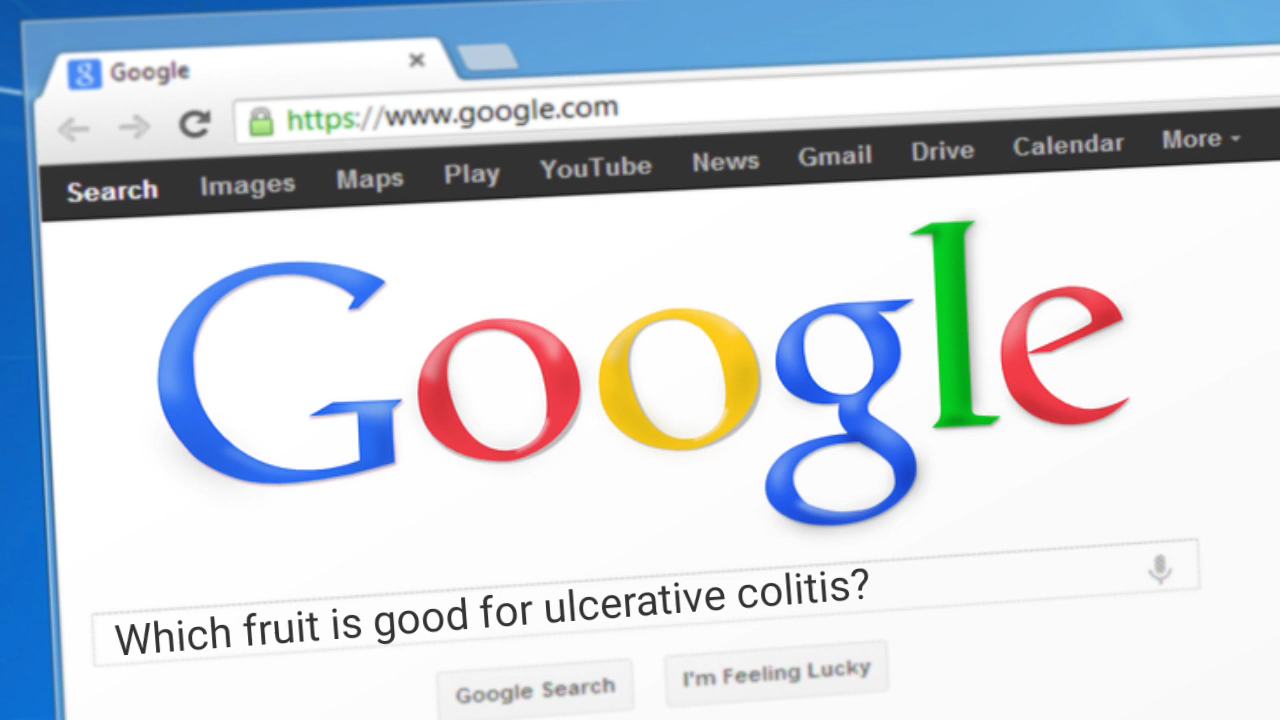 Google
https://www.google.com
Search Images Maps Play YouTube News Gmail Drive Calendar More
Google
Which fruit is good for ulcerative colitis?
Google Search I'm Feeling Lucky